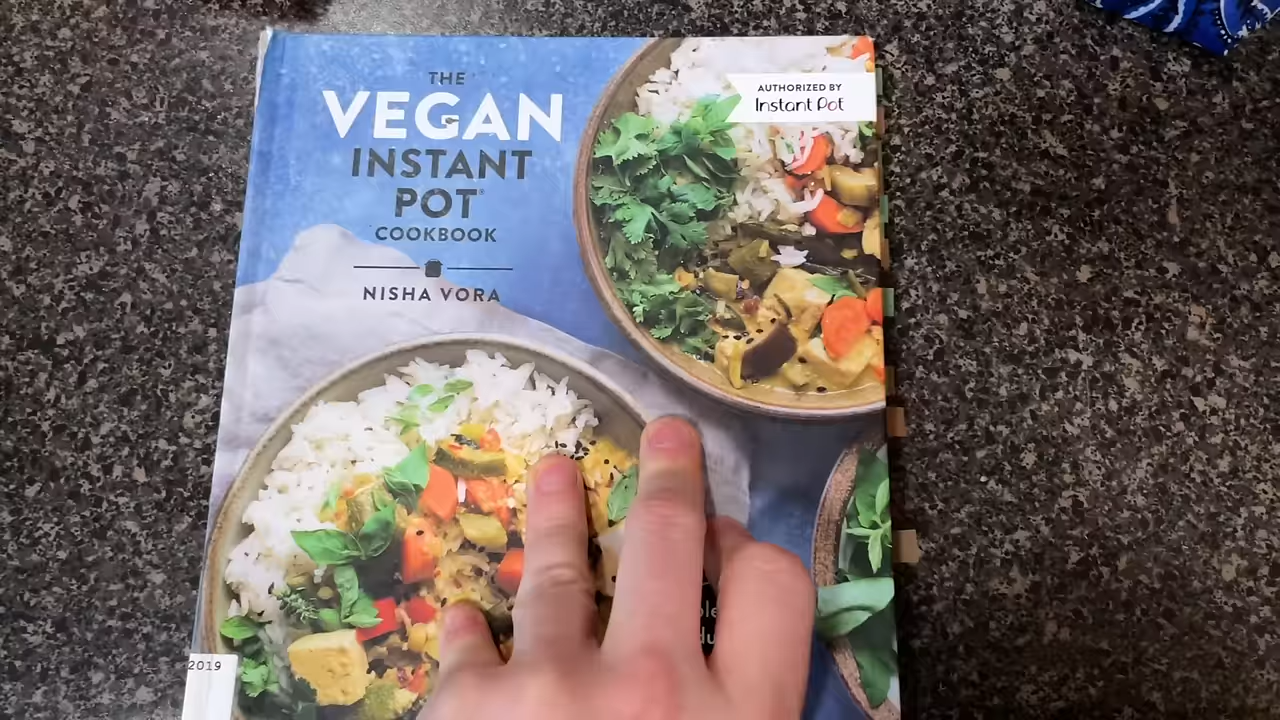 THE
VEGAN
INSTANT
POT®
COOKBOOK
NISHA VORA
AUTHORIZED BY
Instant Pot
2019